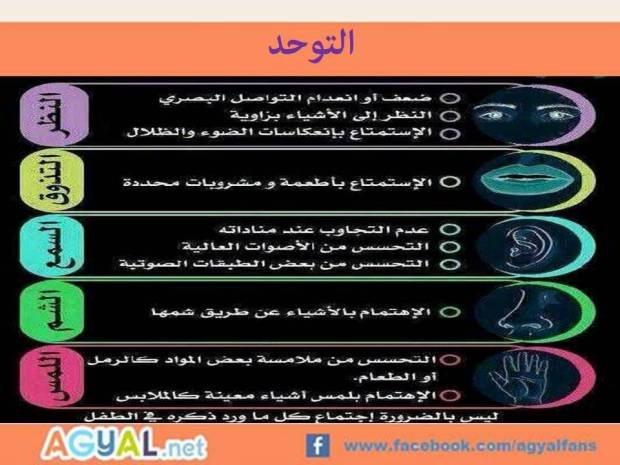 التوحد
النظر
ضعف أو انعدام التواصل البصري
النظر إلى الأشياء بزاوية
الإستمتاع بإنعكاسات الضوء والظلال
التذوق
الإستمتاع بأطعمة و مشروبات محددة
السمع
عدم التجاوب عند مناداته
التحسس من الأصوات العالية
التحسس من بعض الطبقات الصوتية
الشم
الإهتمام بالأشياء عن طريق شمها
اللمس
التحسس من ملامسة بعض المواد كالرمل
أو الطعام.
الإهتمام بلمس أشياء معينة كالملابس
ليس بالضرورة إجتماع كل ما ورد ذكره في الطفل
AGYAL.net
f www.facebook.com/agyalfans